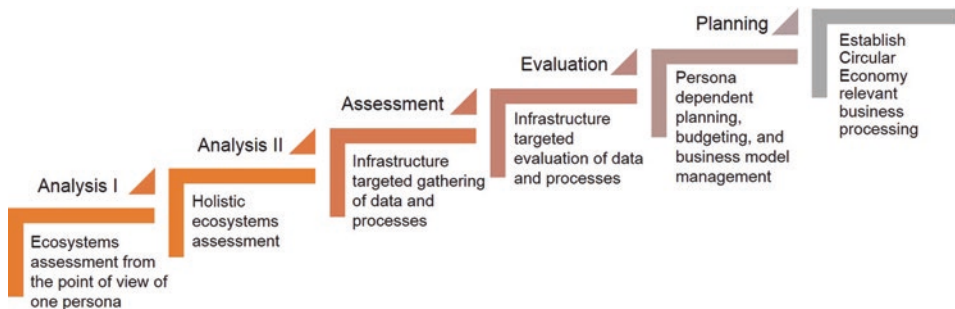 Analysis I
Ecosystems
assessment from
the point of view of
one persona
Analysis II
Holistic
ecosystems
assessment
Assessment
Infrastructure
targeted gathering
of data and
processes
Evaluation
Infrastructure
targeted
evaluation of data
and processes
Planning
Persona
dependent
planning,
budgeting, and
business model
management
Establish
Circular
Economy
relevant
business
processing